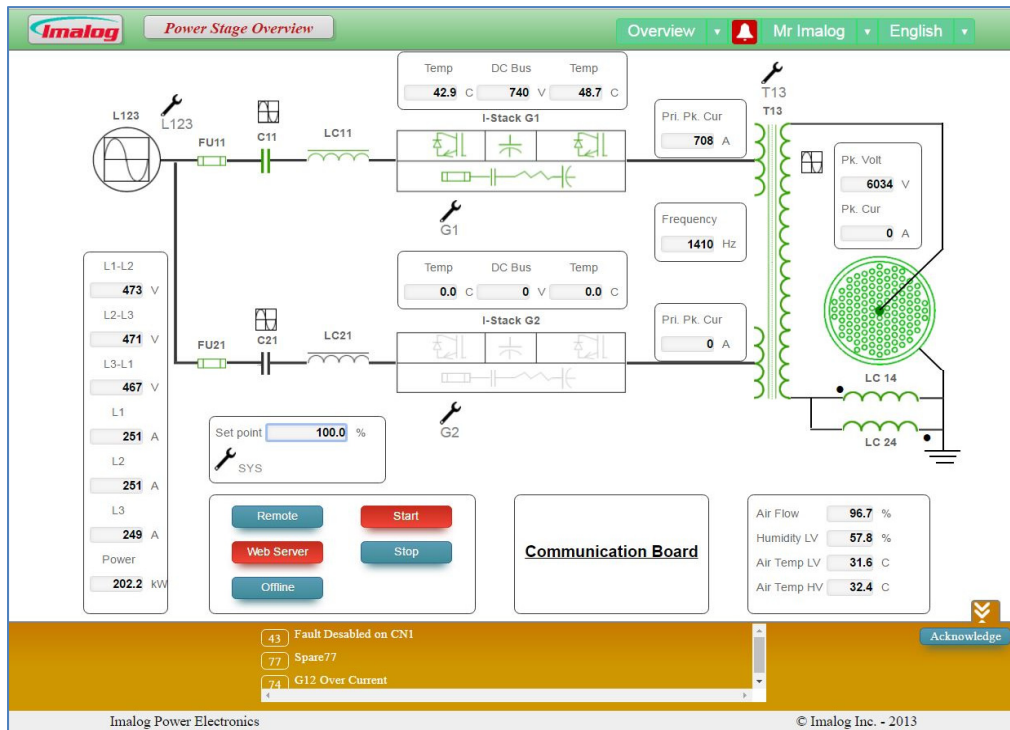 Imalog
Power Stage Overview
Overview
Mr Imalog
English
Temp DC Bus Temp
42.9 C 740 V 48.7 C
I-Stack G1
L123
L123
FU11
C11
LC11
G1
Pri. Pk. Cur
708 A
T13
T13
Pk. Volt
6034 V
Pk. Cur
0 A
Frequency
1410 Hz
L1-L2
473 V
L2-L3
471 V
L3-L1
467 V
L1
251 A
L2
251 A
L3
249 A
Power
202.2 kW
Temp DC Bus Temp
0.0 C 0 V 0.0 C
I-Stack G2
FU21
C21
LC21
G2
Pri. Pk. Cur
0 A
LC 14
LC 24
Set point 100.0 %
SYS
Remote Start
Web Server Stop
Offline
Communication Board
Air Flow 96.7 %
Humidity LV 57.8 %
Air Temp LV 31.6 C
Air Temp HV 32.4 C
43 Fault Desabled on CN1
77 Spare77
74 G12 Over Current
Acknowledge
Imalog Power Electronics
© Imalog Inc. - 2013